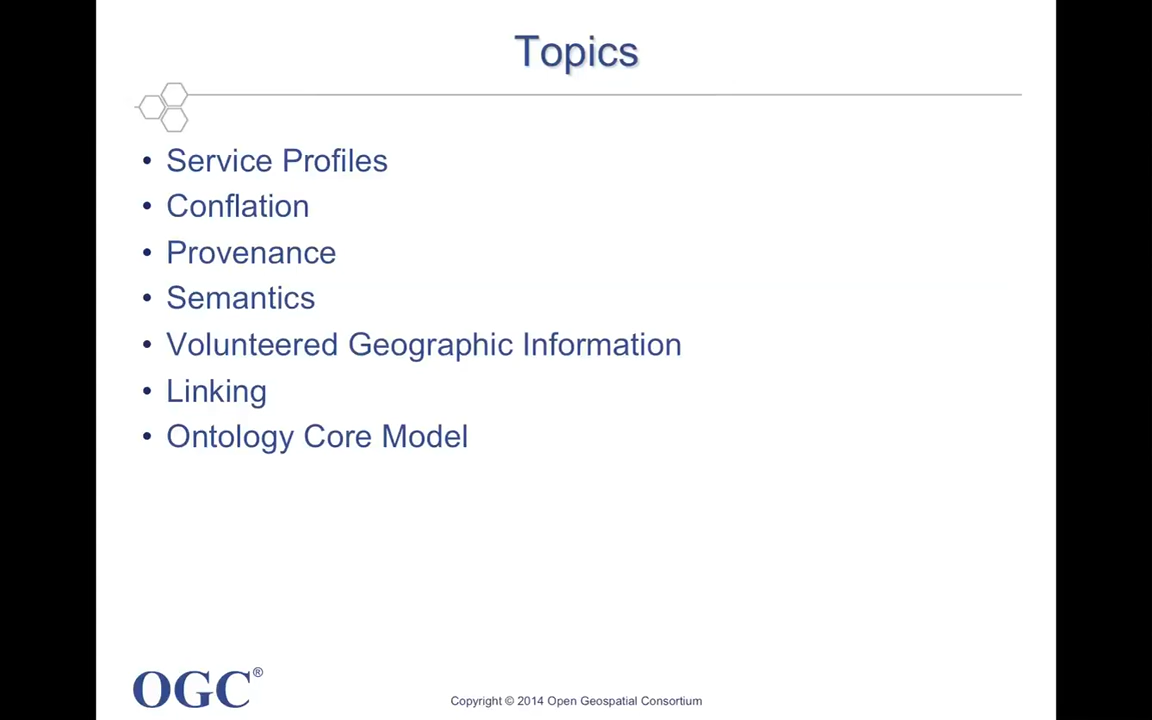 Topics
• Service Profiles
• Conflation
• Provenance
• Semantics
• Volunteered Geographic Information
• Linking
• Ontology Core Model
OGC®
Copyright © 2014 Open Geospatial Consortium